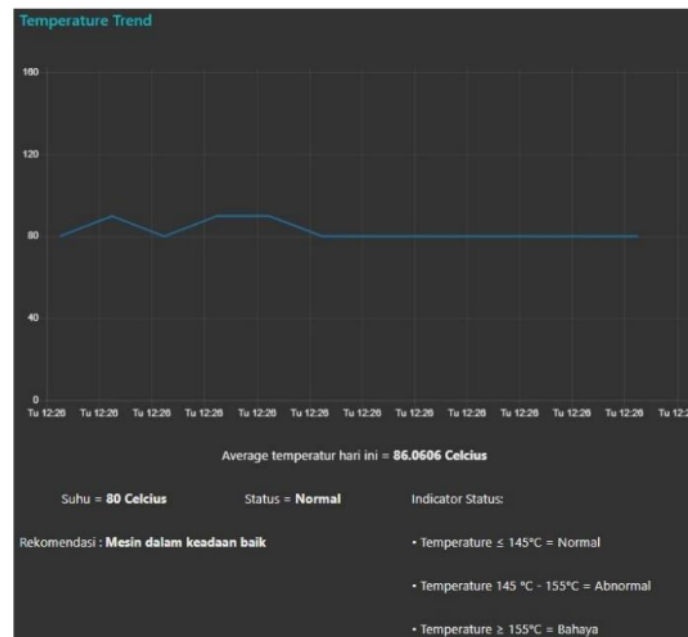 Temperature Trend
160
120
80
40
0
Tu 12:26 Tu 12:26 Tu 12:26 Tu 12:26 Tu 12:26 Tu 12:26 Tu 12:26 Tu 12:26 Tu 12:26 Tu 12:26 Tu 12:26 Tu 12:26
Average temperatur hari ini = 86.0606 Celcius
Suhu = 80 Celcius Status = Normal Indicator Status:
Rekomendasi : Mesin dalam keadaan baik • Temperature ≤ 145°C = Normal
• Temperature 145 °C - 155°C = Abnormal
• Temperature ≥ 155°C = Bahaya